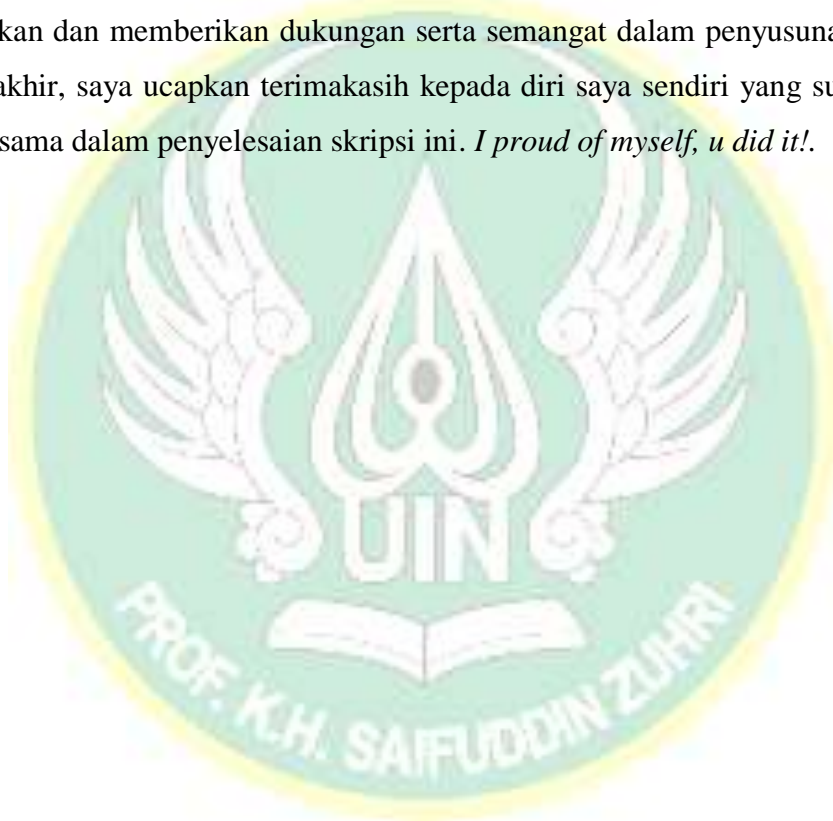 kan dan memberikan dukungan serta semangat dalam penyusuna
akhir, saya ucapkan terimakasih kepada diri saya sendiri yang su
sama dalam penyelesaian skripsi ini. I proud of myself, u did it!.
UIN
PROF. K.H. SAIFUDDIN ZUHRI